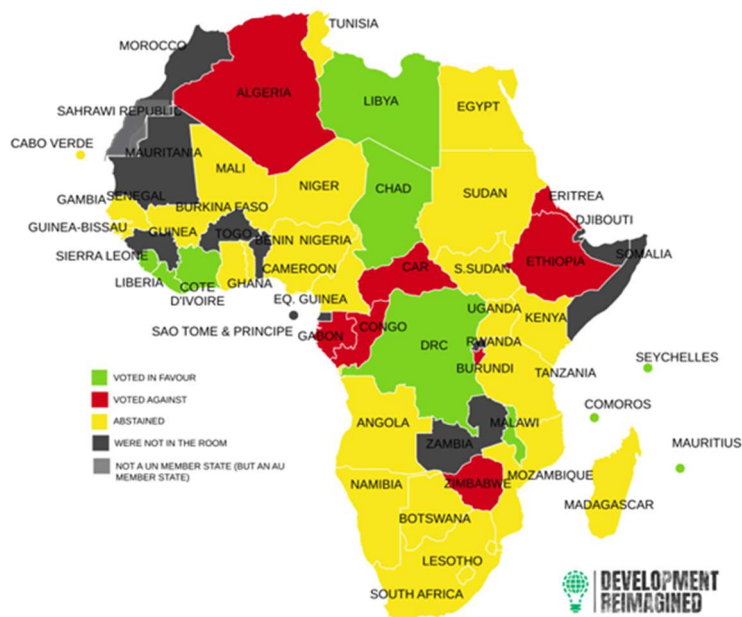 TUNISIA
MOROCCO
ALGERIA
LIBYA
EGYPT
SAHRAWI REPUBLIC
CABO VERDE
MAURITANIA
MALI
NIGER
CHAD
SUDAN
ERITREA
GAMBIA
SENEGAL
BURKINA FASO
DJIBOUTI
GUINEA-BISSAU
GUINEA
TOGO
BENIN
NIGERIA
SIERRA LEONE
CAMEROON
CAR
S.SUDAN
ETHIOPIA
SOMALIA
LIBERIA
COTE
D'IVOIRE
GHANA
EQ. GUINEA
UGANDA
KENYA
SAO TOME & PRINCIPE
GABON
CONGO
DRC
RWANDA
BURUNDI
TANZANIA
SEYCHELLES
VOTED IN FAVOUR
VOTED AGAINST
ABSTAINED
WERE NOT IN THE ROOM
NOT A UN MEMBER STATE (BUT AN AU
MEMBER STATE)
COMOROS
ANGOLA
MALAWI
ZAMBIA
MAURITIUS
NAMIBIA
ZIMBABWE
MOZAMBIQUE
MADAGASCAR
BOTSWANA
LESOTHO
SOUTH AFRICA
DEVELOPMENT
REIMAGINED